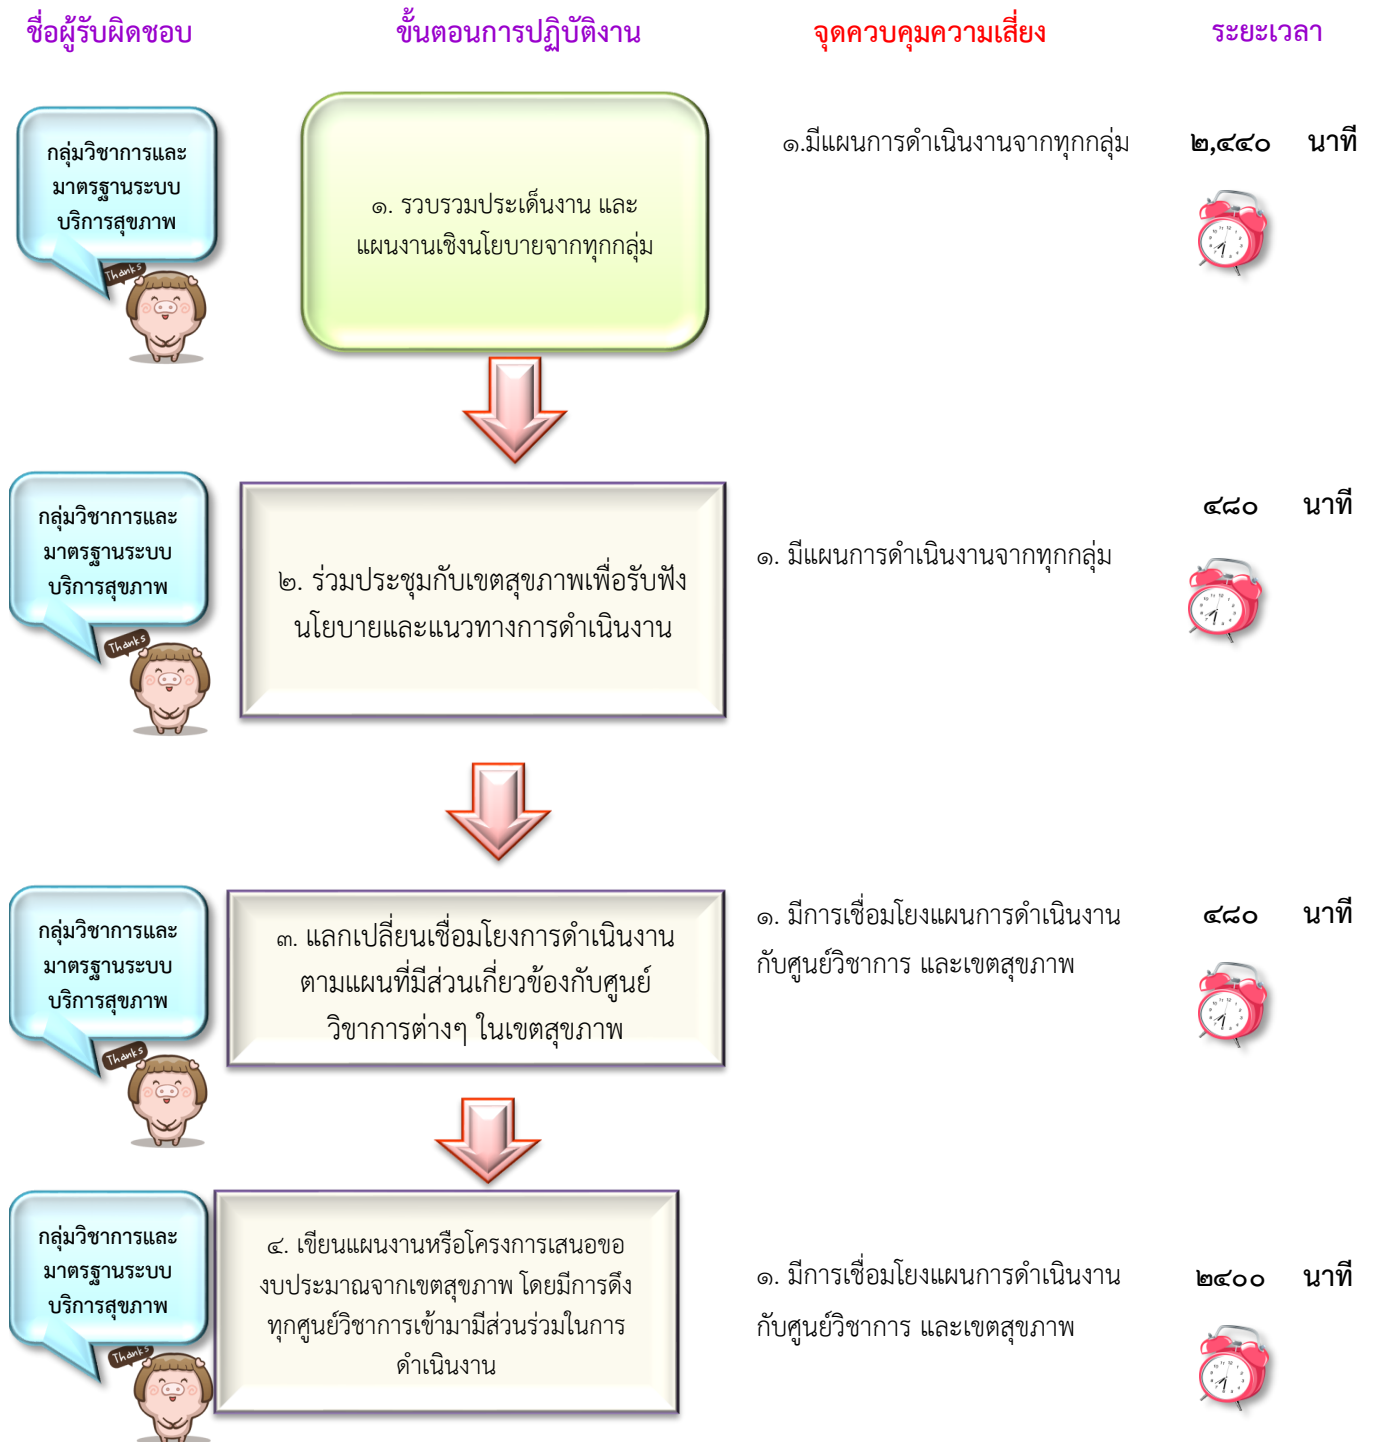 ชื่อผู้รับผิดชอบ ขั้นตอนการปฏิบัติงาน จุดควบคุมความเสี่ยง ระยะเวลา
กลุ่มวิชาการและ
มาตรฐานระบบ
บริการสุขภาพ
Thanks
๑. รวบรวมประเด็นงาน และ
แผนงานเชิงนโยบายจากทุกกลุ่ม
๑.มีแผนการดำเนินงานจากทุกกลุ่ม
๒,๔๔๐ นาที
กลุ่มวิชาการและ
มาตรฐานระบบ
บริการสุขภาพ
Thanks
๒. ร่วมประชุมกับเขตสุขภาพเพื่อรับฟัง
นโยบายและแนวทางการดำเนินงาน
๑. มีแผนการดำเนินงานจากทุกกลุ่ม
๔๘๐ นาที
กลุ่มวิชาการและ
มาตรฐานระบบ
บริการสุขภาพ
Thanks
๓. แลกเปลี่ยนเชื่อมโยงการดำเนินงาน
ตามแผนที่มีส่วนเกี่ยวข้องกับศูนย์
วิขาการต่างๆ ในเขตสุขภาพ
๑. มีการเชื่อมโยงแผนการดำเนินงาน
กับศูนย์วิชาการ และเขตสุขภาพ
๔๘๐ นาที
กลุ่มวิชาการและ
มาตรฐานระบบ
บริการสุขภาพ
Thanks
๔. เขียนแผนงานหรือโครงการเสนอขอ
งบประมาณจากเขตสุขภาพ โดยมีการดึง
ทุกศูนย์วิชาการเข้ามามีส่วนร่วมในการ
ดำเนินงาน
๑. มีการเชื่อมโยงแผนการดำเนินงาน
กับศูนย์วิชาการ และเขตสุขภาพ
๒๔๐๐ นาที